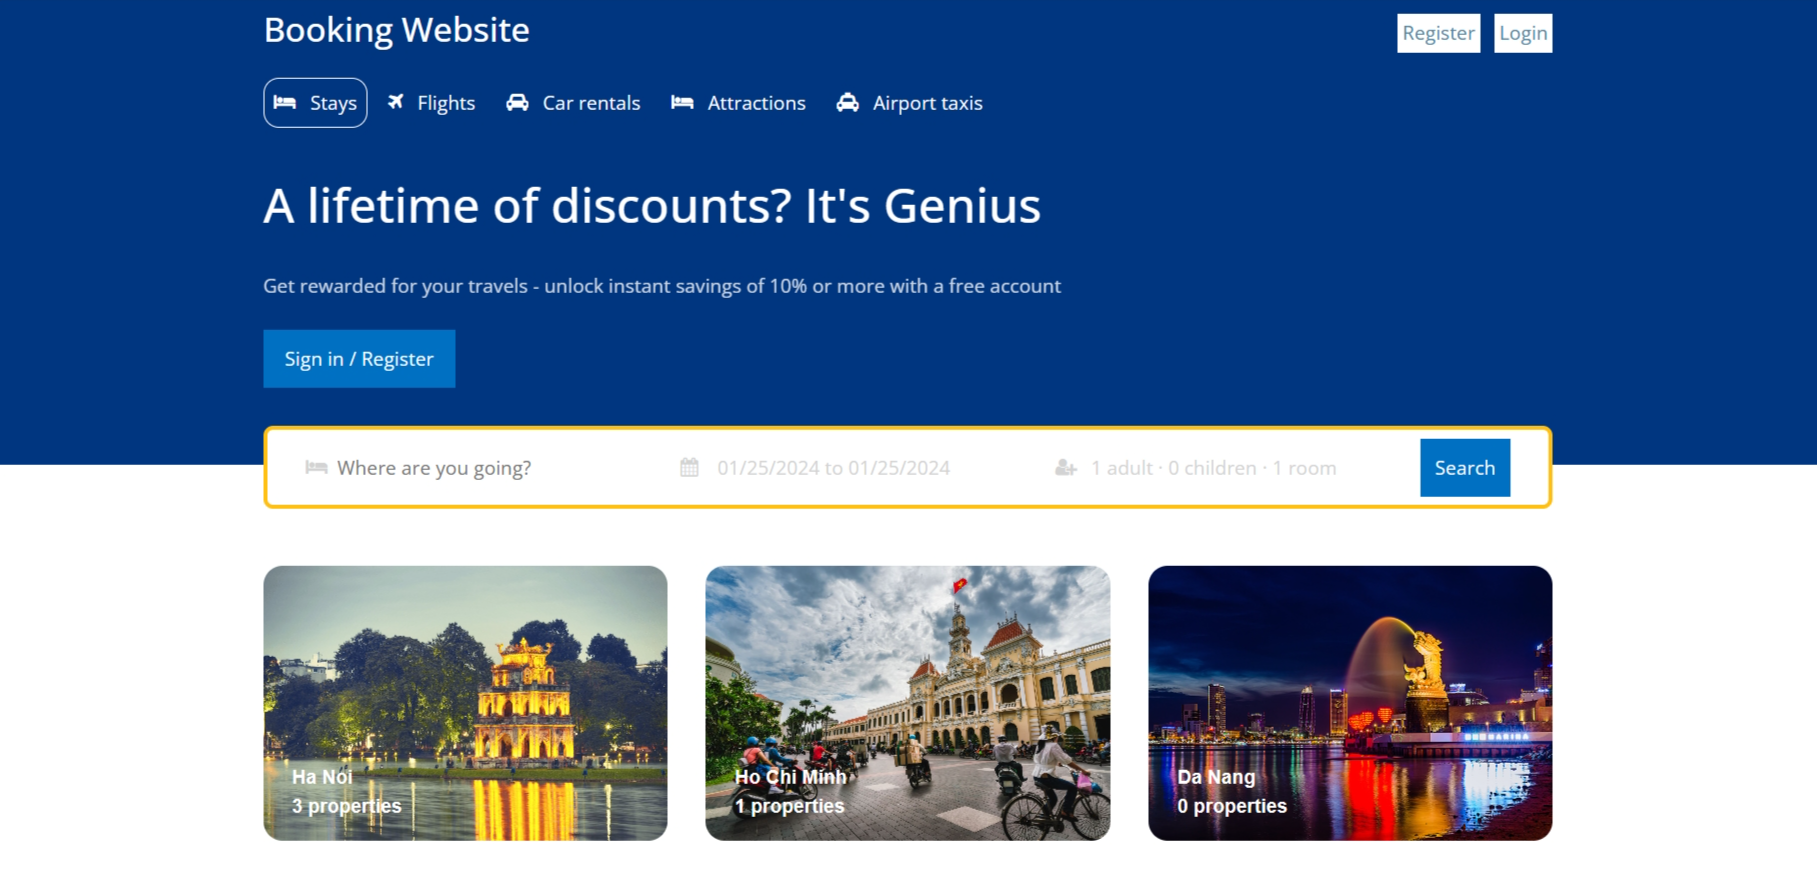 Booking Website
Register
Login
Stays
Flights
Car rentals
Attractions
Airport taxis
A lifetime of discounts? It's Genius
Get rewarded for your travels - unlock instant savings of 10% or more with a free account
Sign in / Register
Where are you going?
01/25/2024 to 01/25/2024
1 adult · 0 children · 1 room
Search
Ha Noi
3 properties
Ho Chi Minh
1 properties
Da Nang
0 properties